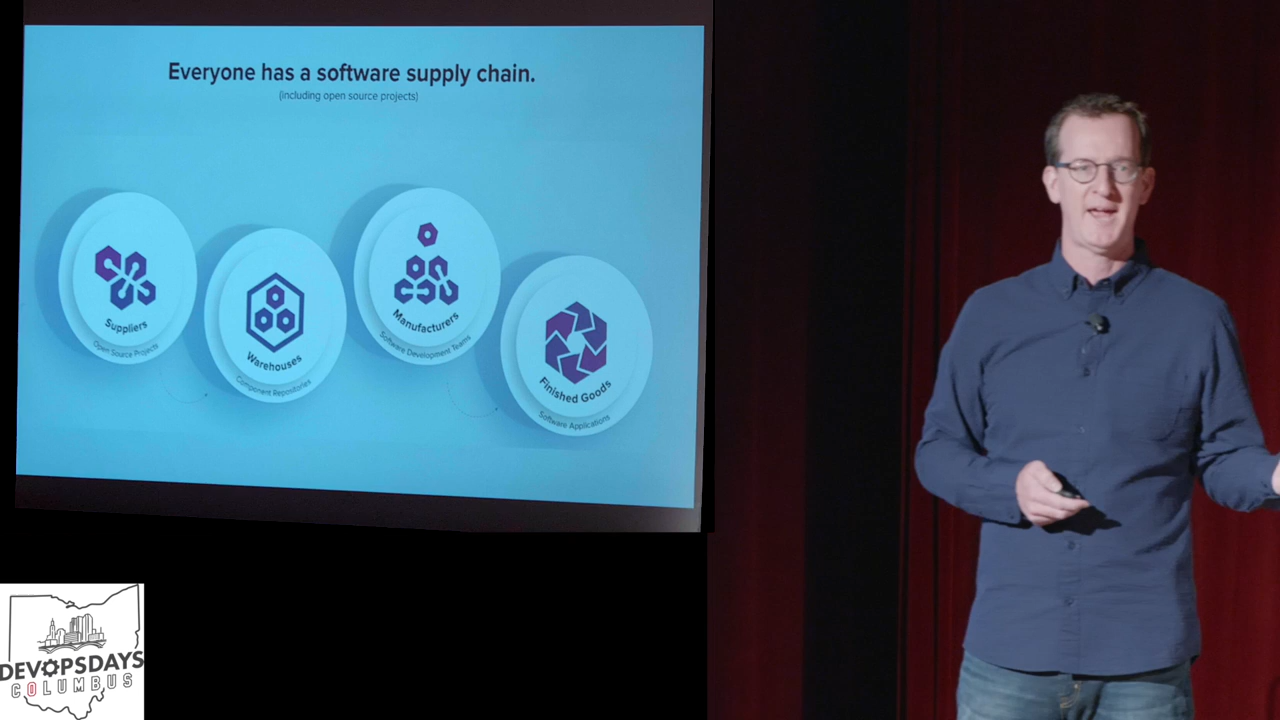 Everyone has a software supply chain.
(including open source projects)
Suppliers
Open Source Projects
Warehouses
Component Repositories
Manufacturers
Software Development Teams
Finished Goods
Software Applications
DEVOPSDAYS
COLUMBUS